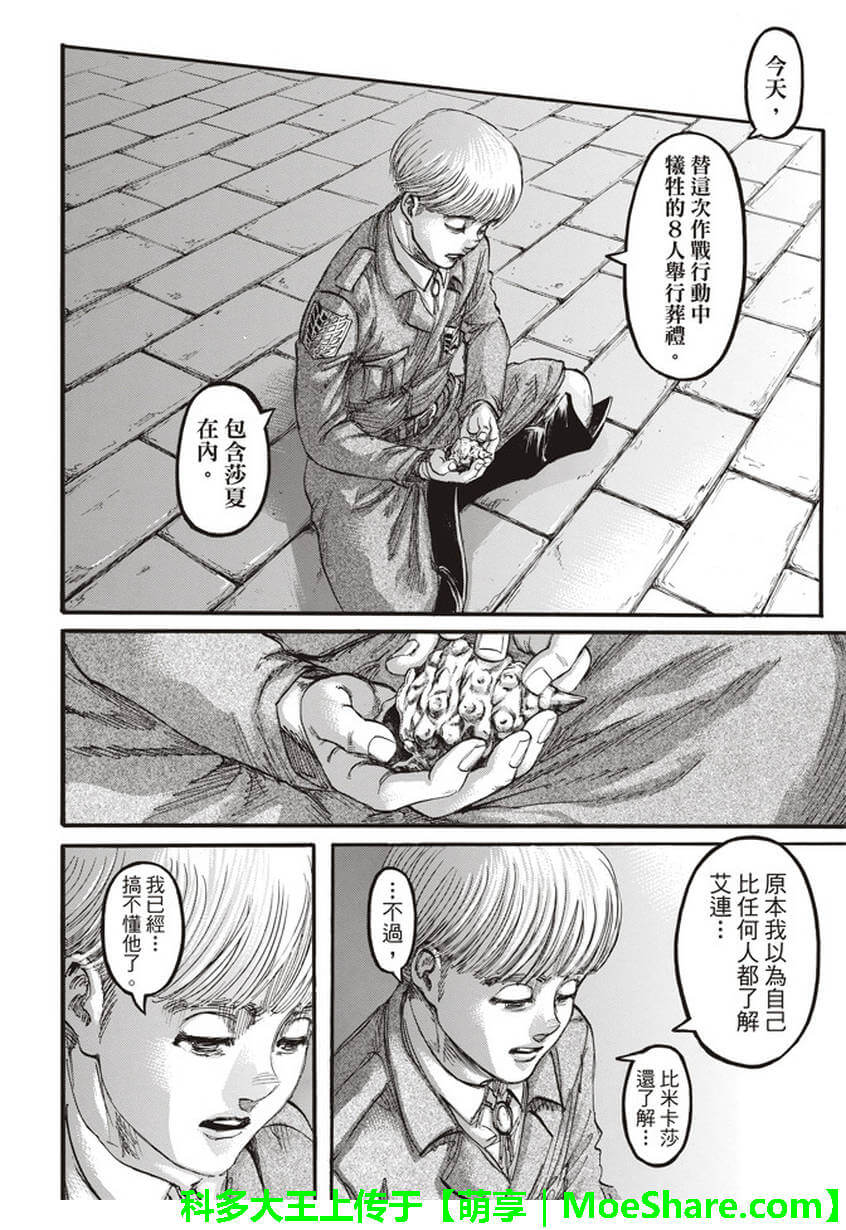 今天，
替這次作戰行動中
犧牲的8人舉行葬禮。
包含莎夏
在內。
原本我以為自己
比任何人都了解
艾連…
比米卡莎
還了解…
…不過，
我已經…
搞不懂他了。
科多大王上传于【萌享｜MoeShare.com】